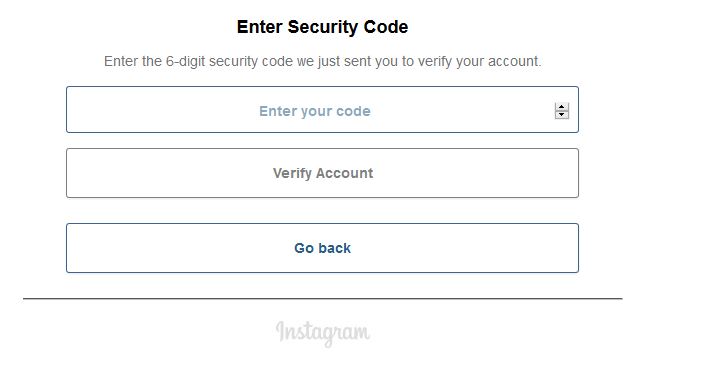 Enter Security Code
Enter the 6-digit security code we just sent you to verify your account.
Enter your code
Verify Account
Go back
Instagram